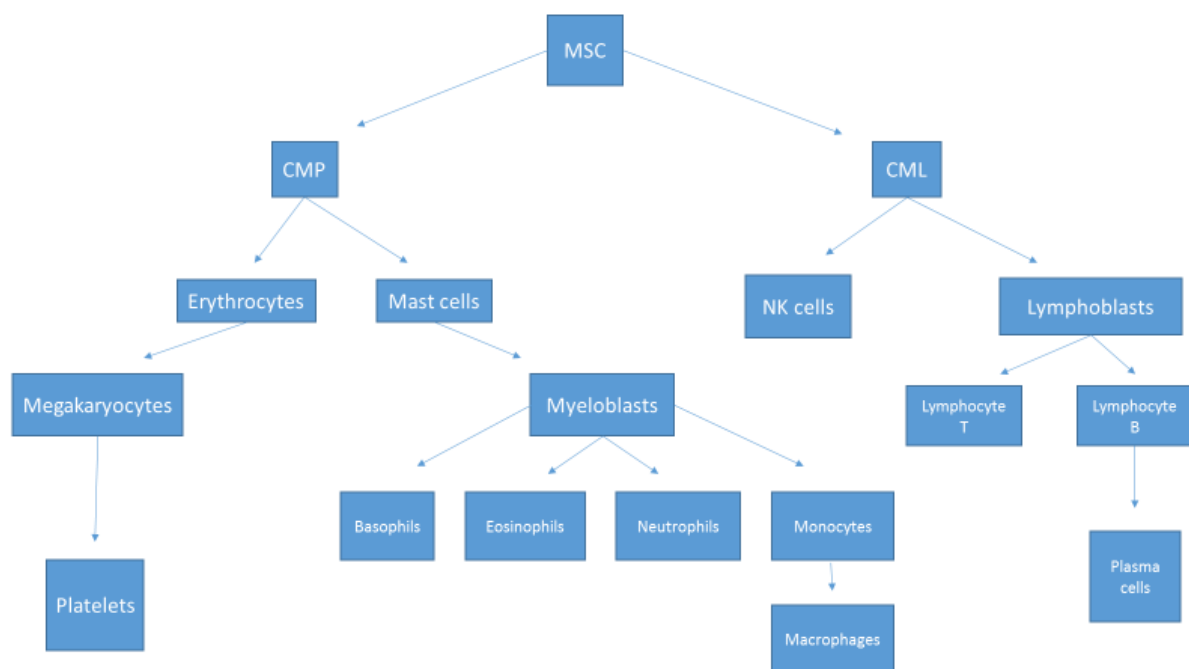 MSC
CMP
CML
Erythrocytes
Mast cells
NK cells
Lymphoblasts
Megakaryocytes
Myeloblasts
Lymphocyte
T
Lymphocyte
B
Basophils
Eosinophils
Neutrophils
Monocytes
Plasma
cells
Platelets
Macrophages